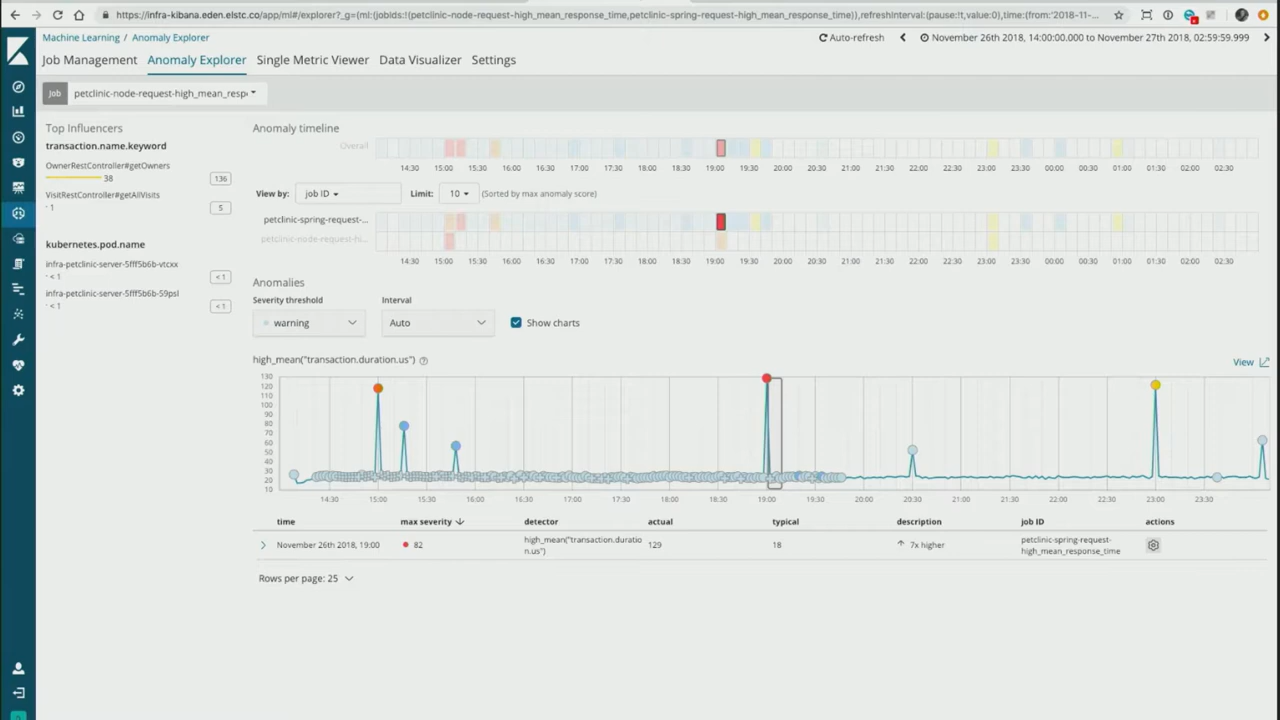 https://infra-kibana.eden.elstc.co/app/ml#/explorer?_g=(ml:(jobIds:!(petclinic-node-request-high_mean_response_time,petclinic-spring-request-high_mean_response_time)),refreshInterval:(pause:!t,value:0),time:(from:'2018-11-...
Machine Learning / Anomaly Explorer
Auto-refresh
November 26th 2018, 14:00:00.000 to November 27th 2018, 02:59:59.999
Job Management Anomaly Explorer Single Metric Viewer Data Visualizer Settings
Job petclinic-node-request-high_mean_resp
Top Influencers
transaction.name.keyword
OwnerRestController#getOwners
38 136
VisitRestController#getAllVisits
1 5
kubernetes.pod.name
infra-petclinic-server-5fff5b6b-vtcxx
< 1 < 1
infra-petclinic-server-5fff5b6b-59psl
< 1 < 1
Anomaly timeline
Overall
14:30 15:00 15:30 16:00 16:30 17:00 17:30 18:00 18:30 19:00 19:30 20:00 20:30 21:00 21:30 22:00 22:30 23:00 23:30 00:00 00:30 01:00 01:30 02:00 02:30
View by: job ID Limit: 10 (Sorted by max anomaly score)
petclinic-spring-request-...
petclinic-node-request-hi...
14:30 15:00 15:30 16:00 16:30 17:00 17:30 18:00 18:30 19:00 19:30 20:00 20:30 21:00 21:30 22:00 22:30 23:00 23:30 00:00 00:30 01:00 01:30 02:00 02:30
Anomalies
Severity threshold Interval
warning Auto Show charts
high_mean("transaction.duration.us")
View
130
120
110
100
90
80
70
60
50
40
30
20
10
14:30 15:00 15:30 16:00 16:30 17:00 17:30 18:00 18:30 19:00 19:30 20:00 20:30 21:00 21:30 22:00 22:30 23:00 23:30
time max severity detector actual typical description job ID actions
November 26th 2018, 19:00 82 high_mean("transaction.duratio 129 18 7x higher petclinic-spring-request-
n.us") high_mean_response_time
Rows per page: 25